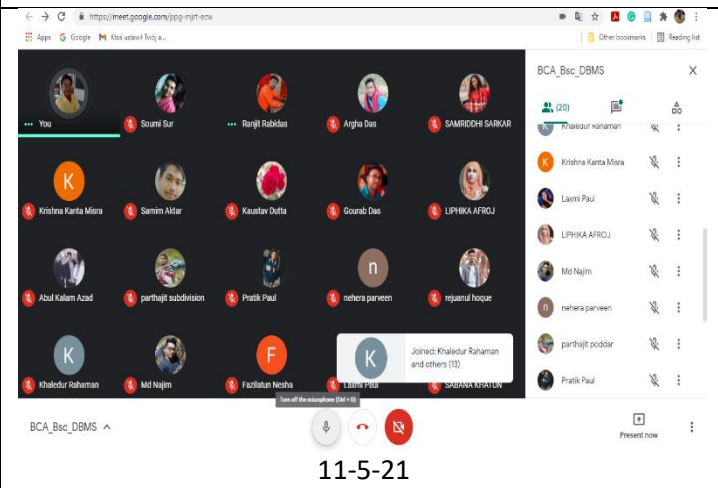 https://meet.google.com/ppg-mjrt-ecw
Apps Google Ktoś ustawił Twój a...
Other bookmarks Reading list
BCA_Bsc_DBMS
(20)
You Soumi Sur Ranjit Rabidas Argha Das SAMRIDDHI SARKAR
Khaledur Rahaman
K
Krishna Kanta Misra Samim Aktar Kaustav Dutta Gourab Das LIPHIKA AFROJ
K Krishna Kanta Misra
Laxmi Paul
LIPHIKA AFROJ
n
Abul Kalam Azad parthajit subdivision Pratik Paul nehera parveen rejuanul hoque
Md Najim
n nehera parveen
parthajit poddar
Pratik Paul
K F K
Joined: Khaledur Rahaman
and others (13)
Khaledur Rahaman Md Najim Fazilatun Nesha Laxmi Paul SABANA KHATUN
Turn off the microphone (Ctrl + D)
BCA_Bsc_DBMS
Present now
11-5-21